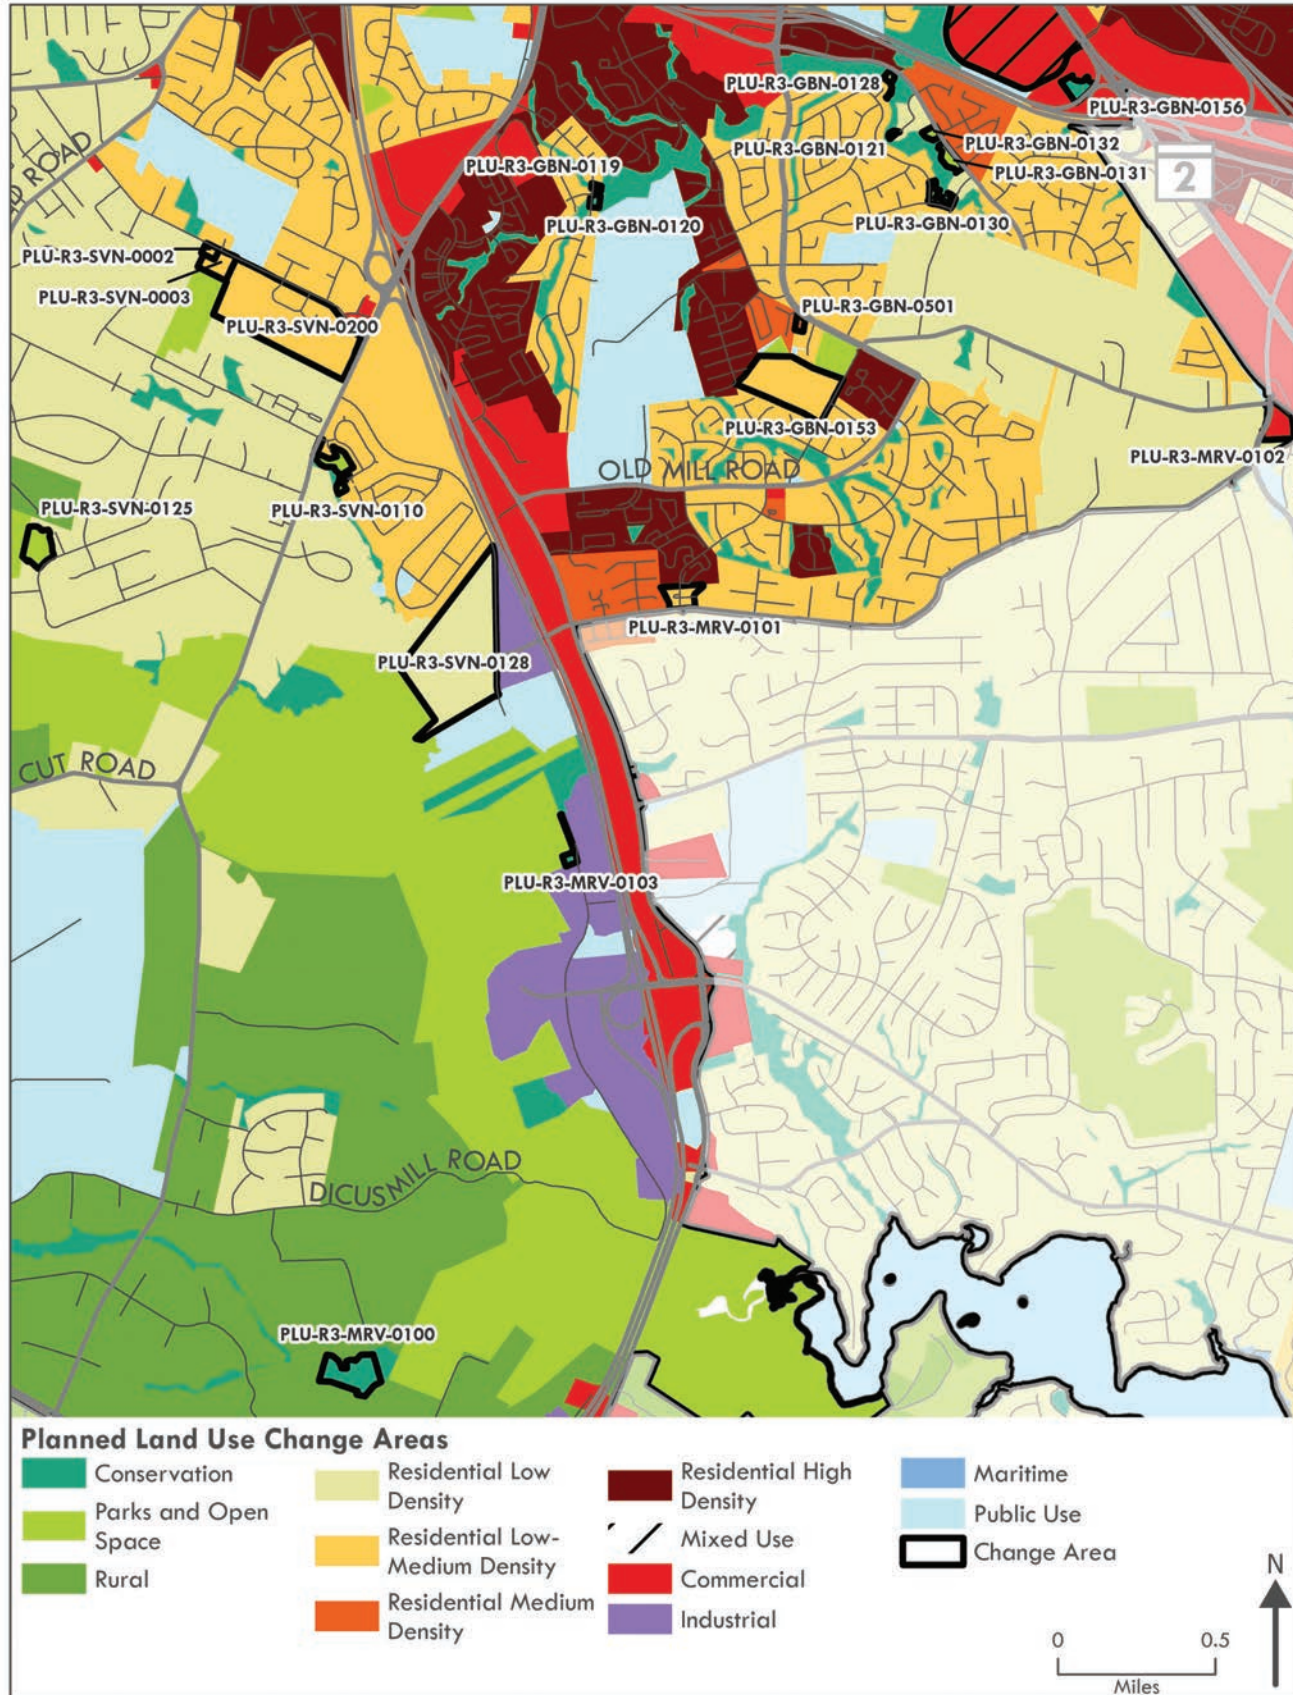 PLU-R3-GBN-0128
PLU-R3-GBN-0156
PLU-R3-GBN-0121
PLU-R3-GBN-0132
PLU-R3-GBN-0119
PLU-R3-GBN-0131
2
PLU-R3-GBN-0120
PLU-R3-GBN-0130
D ROAD
PLU-R3-SVN-0002
PLU-R3-SVN-0003
PLU-R3-SVN-0200
PLU-R3-GBN-0501
PLU-R3-GBN-0153
PLU-R3-MRV-0102
OLD MILL ROAD
PLU-R3-SVN-0125
PLU-R3-SVN-0110
PLU-R3-MRV-0101
PLU-R3-SVN-0128
CUT ROAD
PLU-R3-MRV-0103
DICUS MILL ROAD
PLU-R3-MRV-0100
Planned Land Use Change Areas
Conservation
Parks and Open
Space
Rural
Residential Low
Density
Residential Low-
Medium Density
Residential Medium
Density
Residential High
Density
Mixed Use
Commercial
Industrial
Maritime
Public Use
Change Area
N
0 0.5
Miles